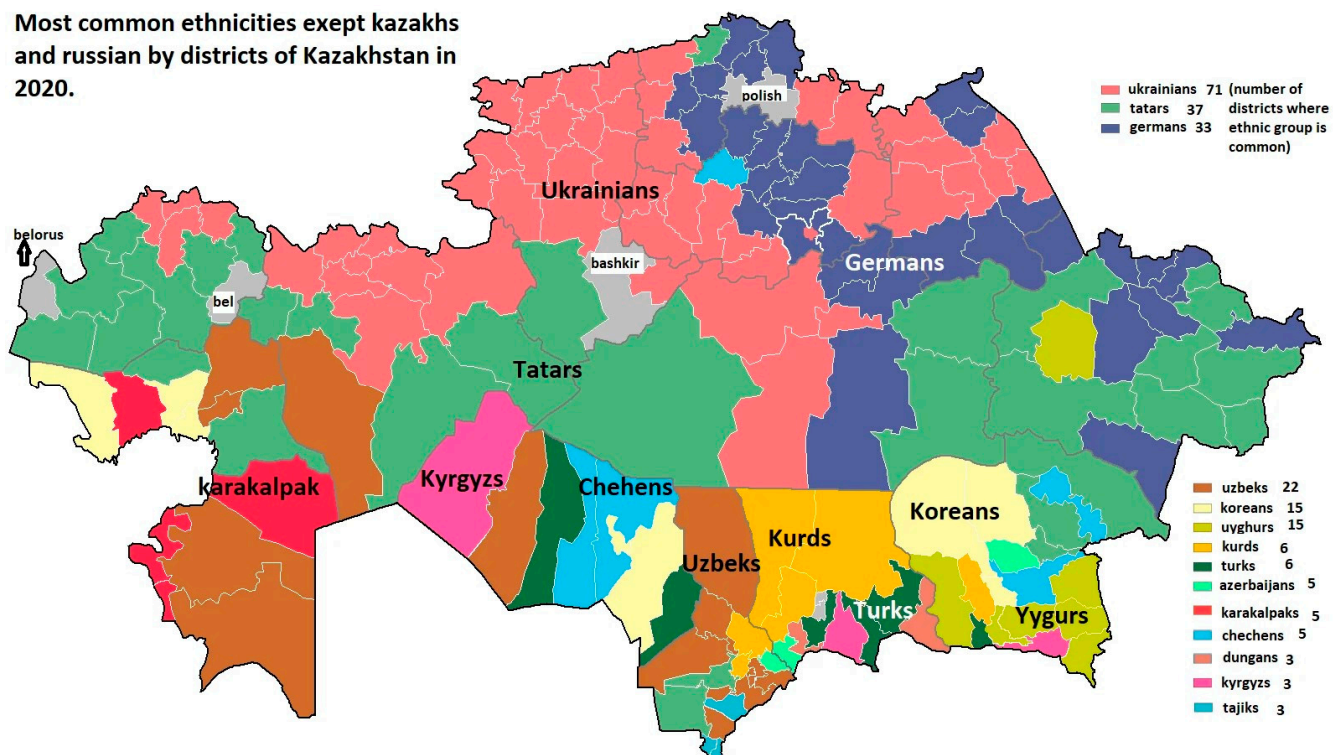 Most common ethnicities exept kazakhs
and russian by districts of Kazakhstan in
2020.
ukrainians 71 (number of
tatars 37 districts where
germans 33 ethnic group is
common)
polish
Ukrainians
belorus
bashkir
Germans
bel
Tatars
Kyrgyzs
karakalpak
Chehens
Koreans
Kurds
Uzbeks
Turks
Yygurs
uzbeks 22
koreans 15
uyghurs 15
kurds 6
turks 6
azerbaijans 5
karakalpaks 5
chechens 5
dungans 3
kyrgyzs 3
tajiks 3